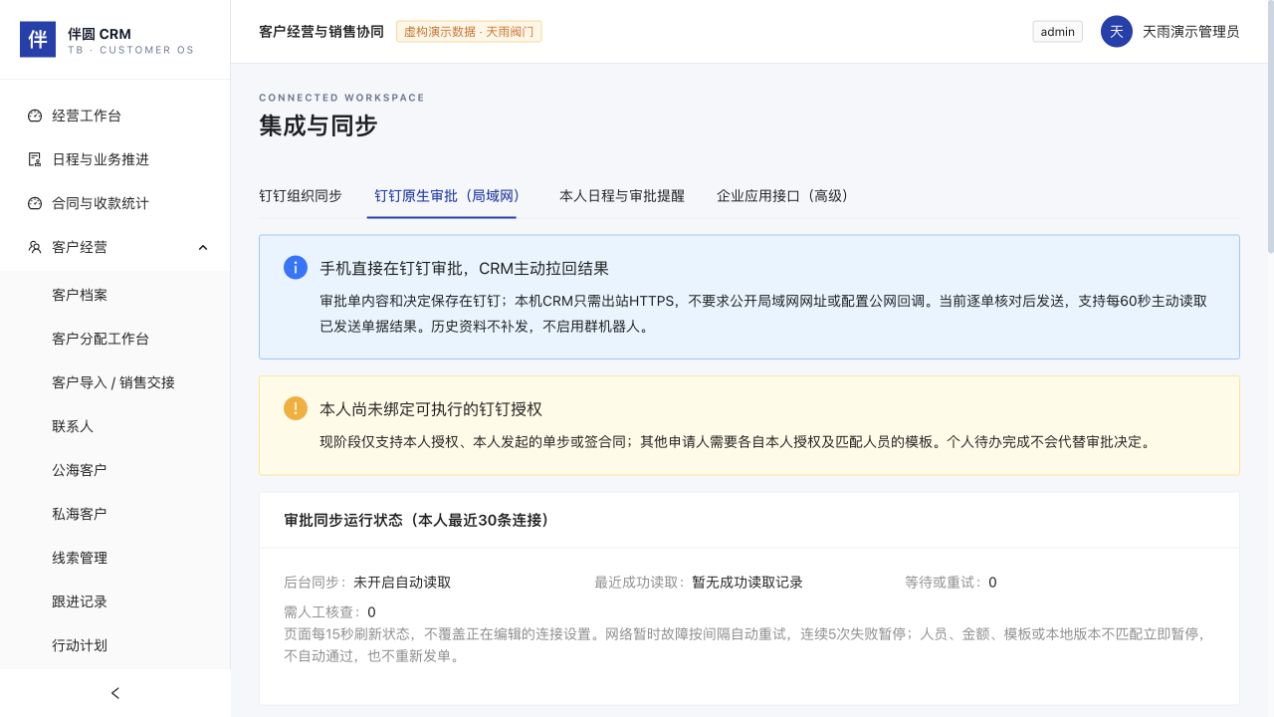 伴
伴圆 CRM
TB · CUSTOMER OS
客户经营与销售协同
虚构演示数据 · 天雨阀门
admin
天
天雨演示管理员
经营工作台
日程与业务推进
合同与收款统计
客户经营
客户档案
客户分配工作台
客户导入 / 销售交接
联系人
公海客户
私海客户
线索管理
跟进记录
行动计划
CONNECTED WORKSPACE
集成与同步
钉钉组织同步
钉钉原生审批（局域网）
本人日程与审批提醒
企业应用接口（高级）
手机直接在钉钉审批，CRM主动拉回结果
审批单内容和决定保存在钉钉；本机CRM只需出站HTTPS，不要求公开局域网网址或配置公网回调。当前逐单核对后发送，支持每60秒主动读取
已发送单据结果。历史资料不补发，不启用群机器人。
本人尚未绑定可执行的钉钉授权
现阶段仅支持本人授权、本人发起的单步或签合同；其他申请人需要各自本人授权及匹配人员的模板。个人待办完成不会代替审批决定。
审批同步运行状态（本人最近30条连接）
后台同步：未开启自动读取
最近成功读取：暂无成功读取记录
等待或重试：0
需人工核查：0
页面每15秒刷新状态，不覆盖正在编辑的连接设置。网络暂时故障按间隔自动重试，连续5次失败暂停；人员、金额、模板或本地版本不匹配立即暂停，
不自动通过，也不重新发单。